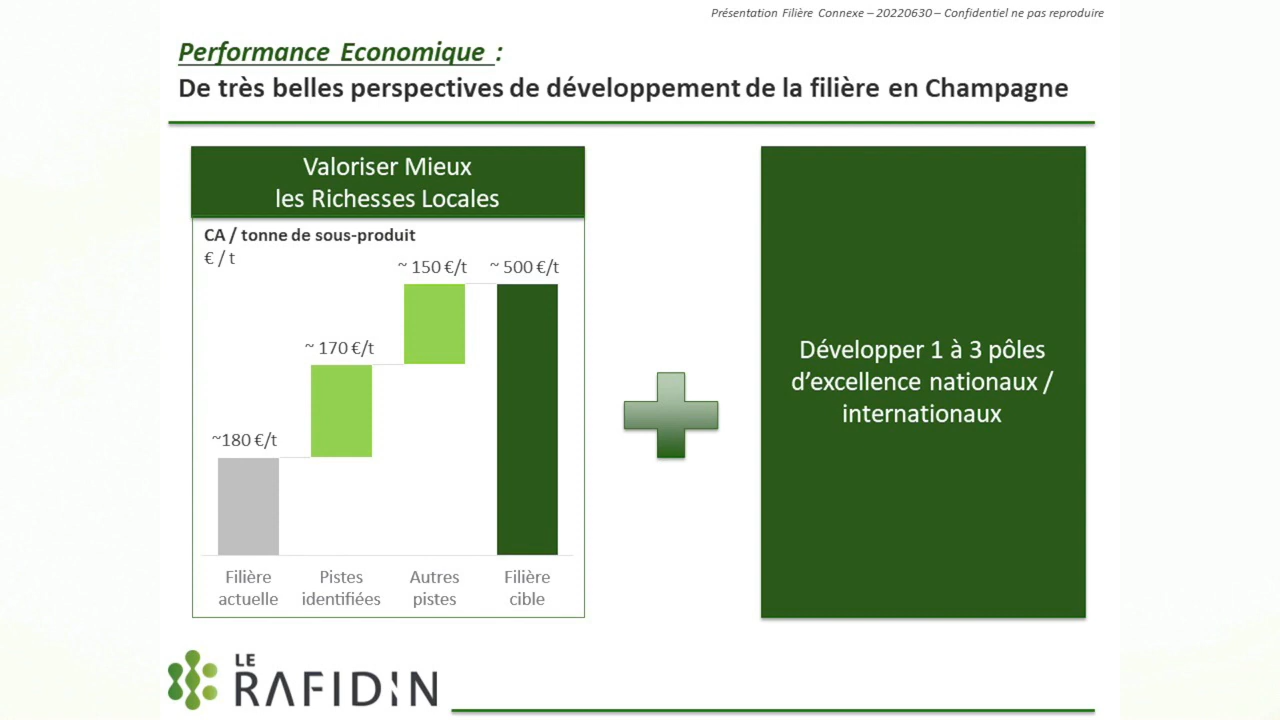 Présentation Filière Connexe – 20220630 – Confidentiel ne pas reproduire
Performance Economique :
De très belles perspectives de développement de la filière en Champagne
Valoriser Mieux
les Richesses Locales
CA / tonne de sous-produit
€ / t
~ 150 €/t
~ 500 €/t
~ 170 €/t
~180 €/t
Filière
actuelle
Pistes
identifiées
Autres
pistes
Filière
cible
Développer 1 à 3 pôles
d'excellence nationaux /
internationaux
LE
RAFIDIN